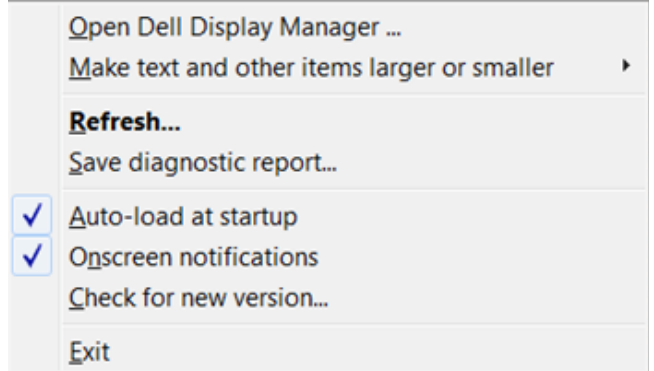 Open Dell Display Manager ...
Make text and other items larger or smaller
Refresh...
Save diagnostic report...
Auto-load at startup
Onscreen notifications
Check for new version...
Exit